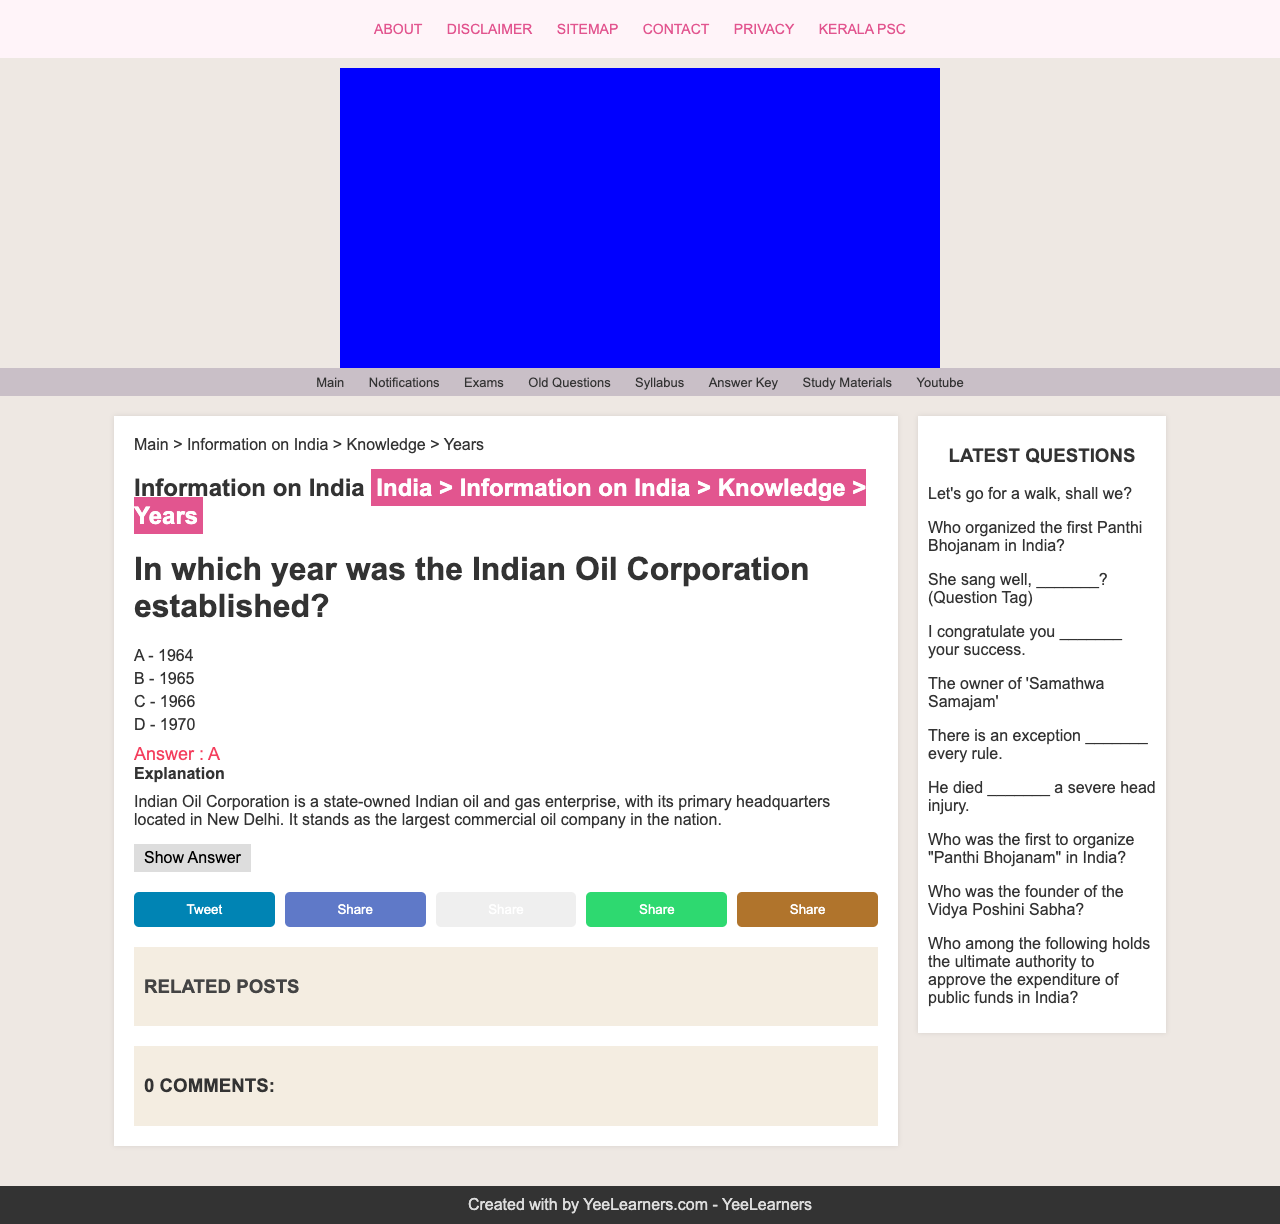 ABOUT DISCLAIMER SITEMAP CONTACT PRIVACY KERALA PSC
Main Notifications Exams Old Questions Syllabus Answer Key Study Materials Youtube
Main > Information on India > Knowledge > Years
Information on India India > Information on India > Knowledge >
Years
In which year was the Indian Oil Corporation
established?
A - 1964
B - 1965
C - 1966
D - 1970
Answer : A
Explanation
Indian Oil Corporation is a state-owned Indian oil and gas enterprise, with its primary headquarters
located in New Delhi. It stands as the largest commercial oil company in the nation.
Show Answer
Tweet Share Share Share Share
RELATED POSTS
0 COMMENTS:
LATEST QUESTIONS
Let's go for a walk, shall we?
Who organized the first Panthi
Bhojanam in India?
She sang well, _______?
(Question Tag)
I congratulate you _______
your success.
The owner of 'Samathwa
Samajam'
There is an exception _______
every rule.
He died _______ a severe head
injury.
Who was the first to organize
"Panthi Bhojanam" in India?
Who was the founder of the
Vidya Poshini Sabha?
Who among the following holds
the ultimate authority to
approve the expenditure of
public funds in India?
Created with by YeeLearners.com - YeeLearners